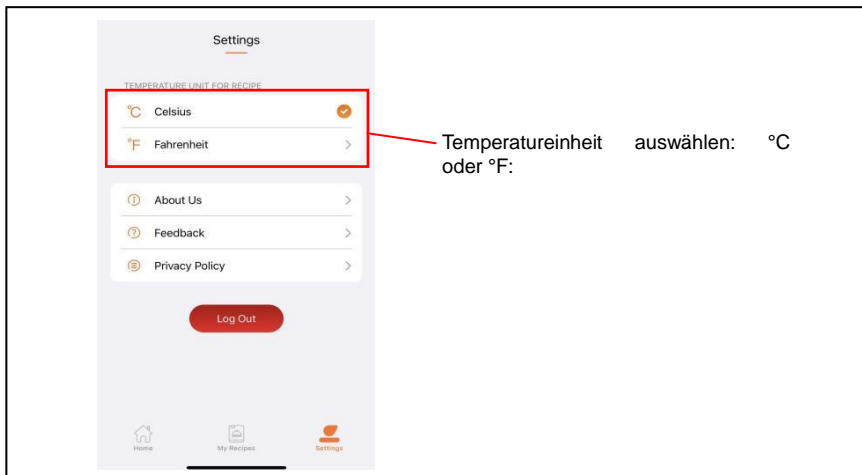 Settings
TEMPERATURE UNIT FOR RECIPE
°C Celsius
°F Fahrenheit
Temperatureinheit auswählen: °C
oder °F:
About Us
Feedback
Privacy Policy
Log Out
Home My Recipes Settings